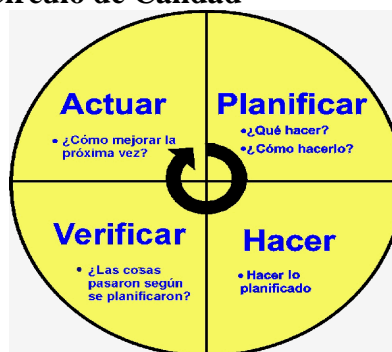 Círculo de Calidad
Actuar
• ¿Cómo mejorar la
próxima vez?
Planificar
•¿Qué hacer?
•¿Cómo hacerlo?
Verificar
• ¿Las cosas
pasaron según
se planificaron?
Hacer
• Hacer lo
planificado